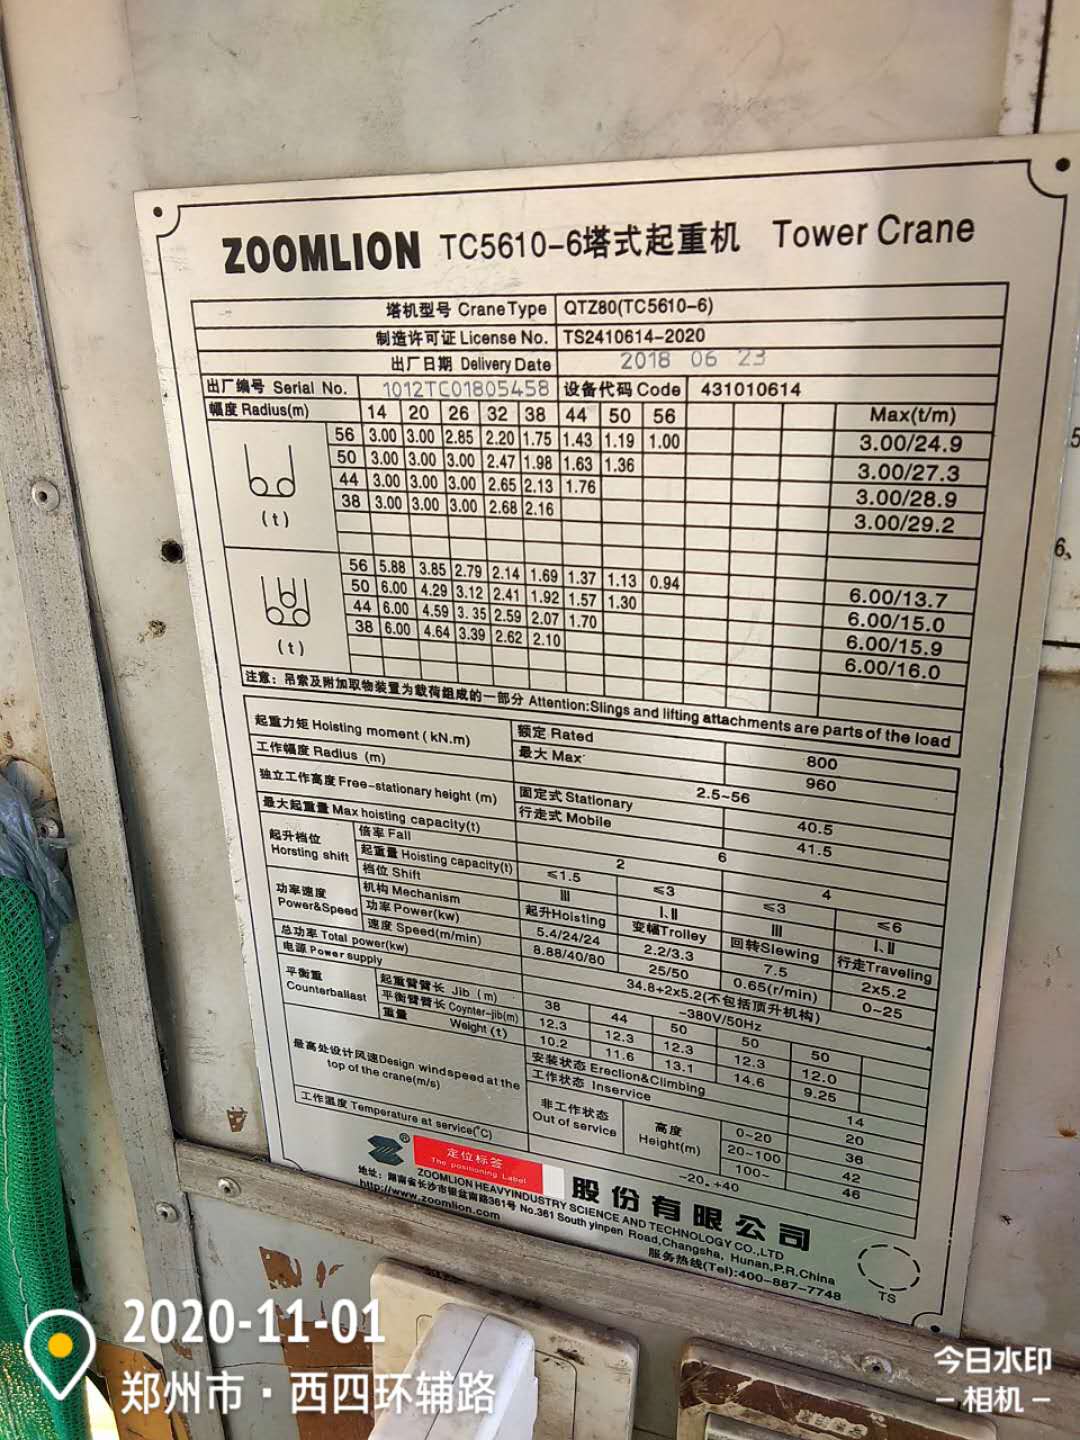 ZOOMLION TC5610-6塔式起重机 Tower Crane
塔机型号 Crane Type QTZ80(TC5610-6)
制造许可证 License No. TS2410614-2020
出厂日期 Delivery Date 2018 06 23
出厂编号 Serial No. 1012TC01805458 设备代码 Code 431010614
幅度 Radius(m) 14 20 26 32 38 44 50 56 Max(t/m)
56 3.00 3.00 2.85 2.20 1.75 1.43 1.19 1.00 3.00/24.9
50 3.00 3.00 3.00 2.47 1.98 1.63 1.36 3.00/27.3
44 3.00 3.00 3.00 2.65 2.13 1.76 3.00/28.9
38 3.00 3.00 3.00 2.68 2.16 3.00/29.2
(t)
56 5.88 3.85 2.79 2.14 1.69 1.37 1.13 0.94 6.00/13.7
50 6.00 4.29 3.12 2.41 1.92 1.57 1.30 6.00/15.0
44 6.00 4.59 3.35 2.59 2.07 1.70 6.00/15.9
38 6.00 4.64 3.39 2.62 2.10 6.00/16.0
(t)
注意：吊索及附加取物装置为载荷组成的一部分 Attention:Slings and lifting attachments are parts of the load
起重力矩 Hoisting moment (kN.m) 额定 Rated 800
最大 Max 960
工作幅度 Radius (m) 2.5~56
独立工作高度 Free-stationary height (m) 固定式 Stationary 40.5
行走式 Mobile 41.5
最大起重量 Max hoisting capacity(t) 6
起升档位 Horsting shift 倍率 Fall 2 4
起重量 Hoisting capacity(t) ≤1.5 ≤3 ≤3 ≤6
档位 Shift Ⅲ Ⅰ、Ⅱ Ⅲ Ⅰ、Ⅱ
功率速度 Power&Speed 机构 Mechanism 起升Hoisting 变幅Trolley 回转Slewing 行走Traveling
功率 Power(kw) 5.4/24/24 2.2/3.3 7.5 2x5.2
速度 Speed(m/min) 8.88/40/80 25/50 0.65(r/min) 0~25
总功率 Total power(kw) 34.8+2x5.2(不包括顶升机构)
电源 Power supply ~380V/50Hz
平衡重 Counterballast 起重臂臂长 Jib (m) 38 44 50 50 50
平衡臂臂长 Coynter-jib(m) 12.3 12.3 12.3 12.3 12.0
重量 Weight (t) 10.2 11.6 13.1 14.6 9.25
最高处设计风速Design windspeed at the top of the crane(m/s) 安装状态 Ereclion&Climbing 14
工作状态 Inservice 20
非工作状态 Out of service 高度 Height(m) 0~20 36
20~100 42
100~ 46
工作温度 Temperature at service(℃) -20~+40
定位标签
The positioning Label
股份有限公司
ZOOMLION HEAVYINDUSTRY SCIENCE AND TECHNOLOGY CO.,LTD
地址：湖南省长沙市银盆南路361号 No.361 South yinpen Road,Changsha, Hunan,P.R.China
http://www.zoomlion.com 服务热线(Tel):400-887-7748
TS
2020-11-01
郑州市·西四环辅路
今日水印
相机